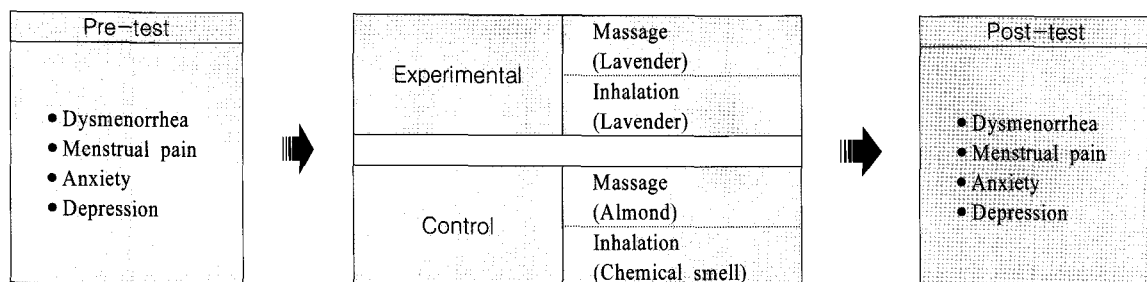 Pre-test
• Dysmenorrhea
• Menstrual pain
• Anxiety
• Depression
Experimental
Massage
(Lavender)
Inhalation
(Lavender)
Control
Massage
(Almond)
Inhalation
(Chemical smell)
Post-test
• Dysmenorrhea
• Menstrual pain
• Anxiety
• Depression